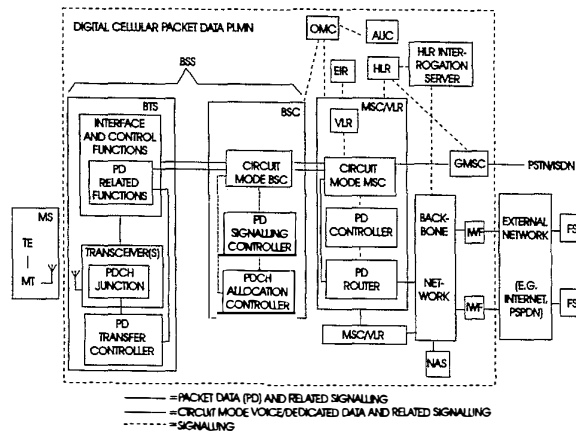 DIGITAL CELLULAR PACKET DATA PLMN
OMC
AUC
BSS
EIR
HLR
HLR INTER-
ROGATION
SERVER
BTS
BSC
MSC/VLR
INTERFACE
AND CONTROL
FUNCTIONS
VLR
PD
RELATED
FUNCTIONS
CIRCUIT
MODE BSC
CIRCUIT
MODE MSC
GMSC
PSTN/ISDN
MS
TE
MT
PD
SIGNALLING
CONTROLLER
PD
CONTROLLER
BACK-
BONE
NET-
WORK
IWF
EXTERNAL
NETWORK
FS
TRANSCEIVER(S)
PDCH
JUNCTION
PDCH
ALLOCATION
CONTROLLER
PD
ROUTER
(E.G.
INTERNET,
PSPDN)
IWF
FS
PD
TRANSFER
CONTROLLER
MSC/VLR
NAS
=PACKET DATA (PD) AND RELATED SIGNALLING
=CIRCUIT MODE VOICE/DEDICATED DATA AND RELATED SIGNALLING
=SIGNALLING